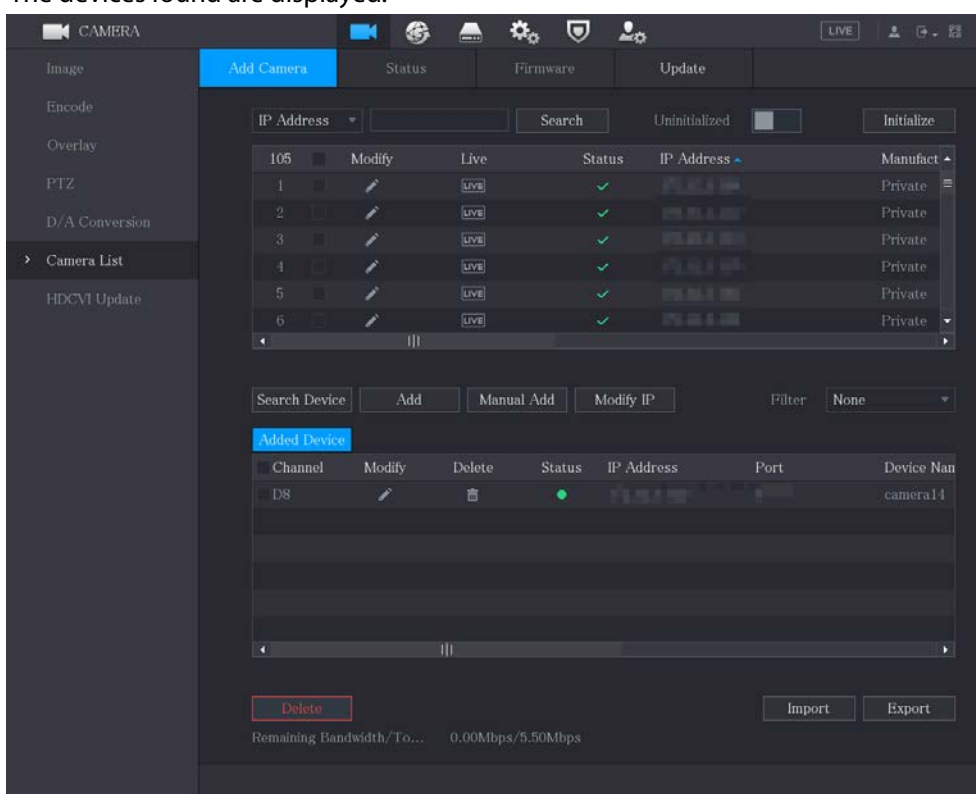 The devices found are displayed.
CAMERA LIVE
Image Add Camera Status Firmware Update
Encode
IP Address Search Uninitialized Initialize
Overlay
105 Modify Live Status IP Address Manufact
PTZ
1 LIVE Private
D/A Conversion
2 LIVE Private
3 LIVE Private
Camera List
4 LIVE Private
HDCVI Update
5 LIVE Private
6 LIVE Private
Search Device Add Manual Add Modify IP Filter None
Added Device
Channel Modify Delete Status IP Address Port Device Nan
D8 camera14
Delete Import Export
Remaining Bandwidth/To... 0.00Mbps/5.50Mbps